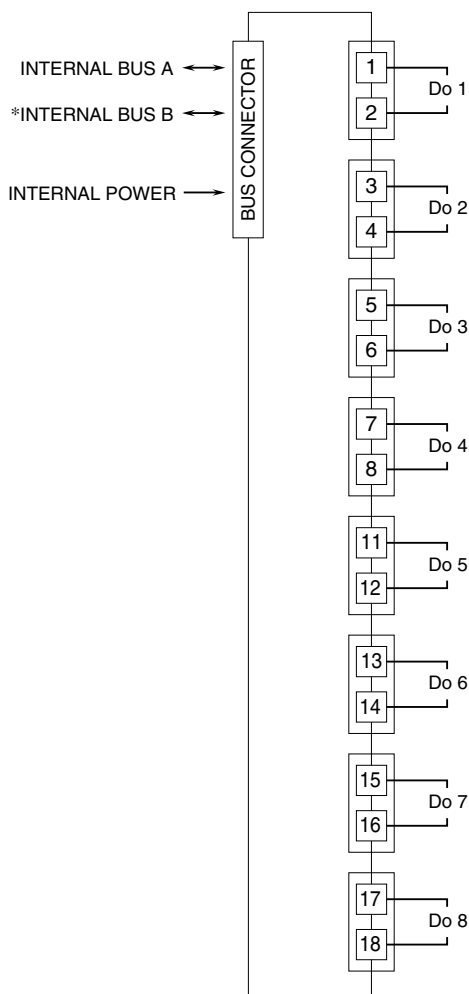 INTERNAL BUS A
*INTERNAL BUS B
INTERNAL POWER
BUS CONNECTOR
1
2
Do 1
3
4
Do 2
5
6
Do 3
7
8
Do 4
11
12
Do 5
13
14
Do 6
15
16
Do 7
17
18
Do 8